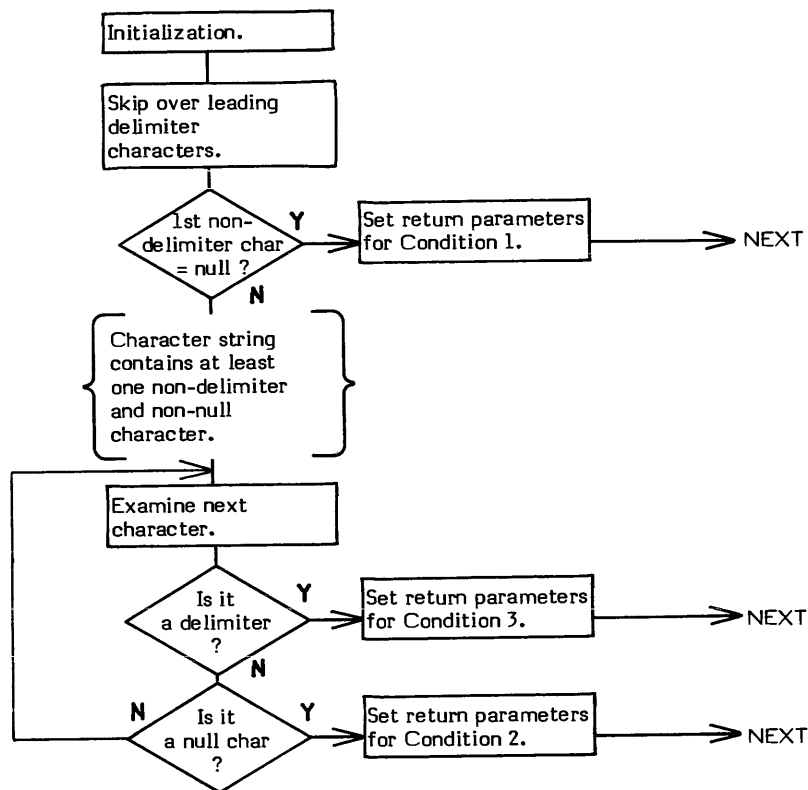 Initialization.
Skip over leading
delimiter
characters.
1st non-
delimiter char
= null ?
Y
Set return parameters
for Condition 1.
NEXT
N
Character string
contains at least
one non-delimiter
and non-null
character.
Examine next
character.
Is it
a delimiter
?
Y
Set return parameters
for Condition 3.
NEXT
N
N
Is it
a null char
?
Y
Set return parameters
for Condition 2.
NEXT